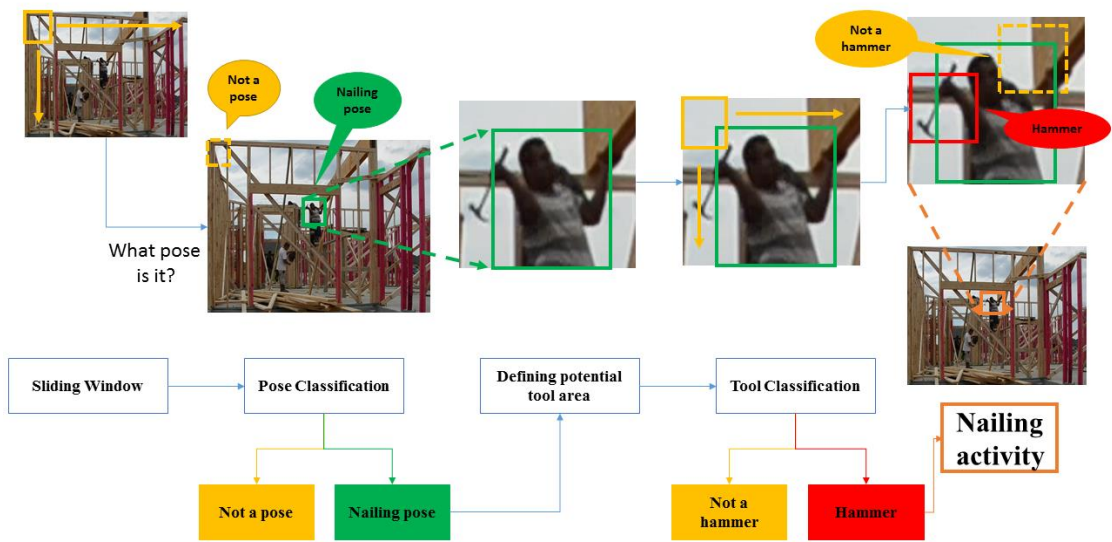 Not a
pose
Nailing
pose
Not a
hammer
Hammer
What pose
is it?
Sliding Window
Pose Classification
Defining potential
tool area
Tool Classification
Nailing
activity
Not a pose
Nailing pose
Not a
hammer
Hammer